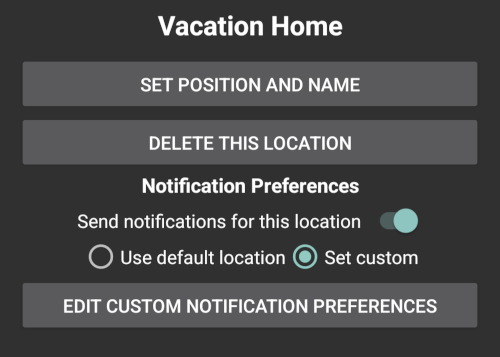 Vacation Home
SET POSITION AND NAME
DELETE THIS LOCATION
Notification Preferences
Send notifications for this location
Use default location Set custom
EDIT CUSTOM NOTIFICATION PREFERENCES